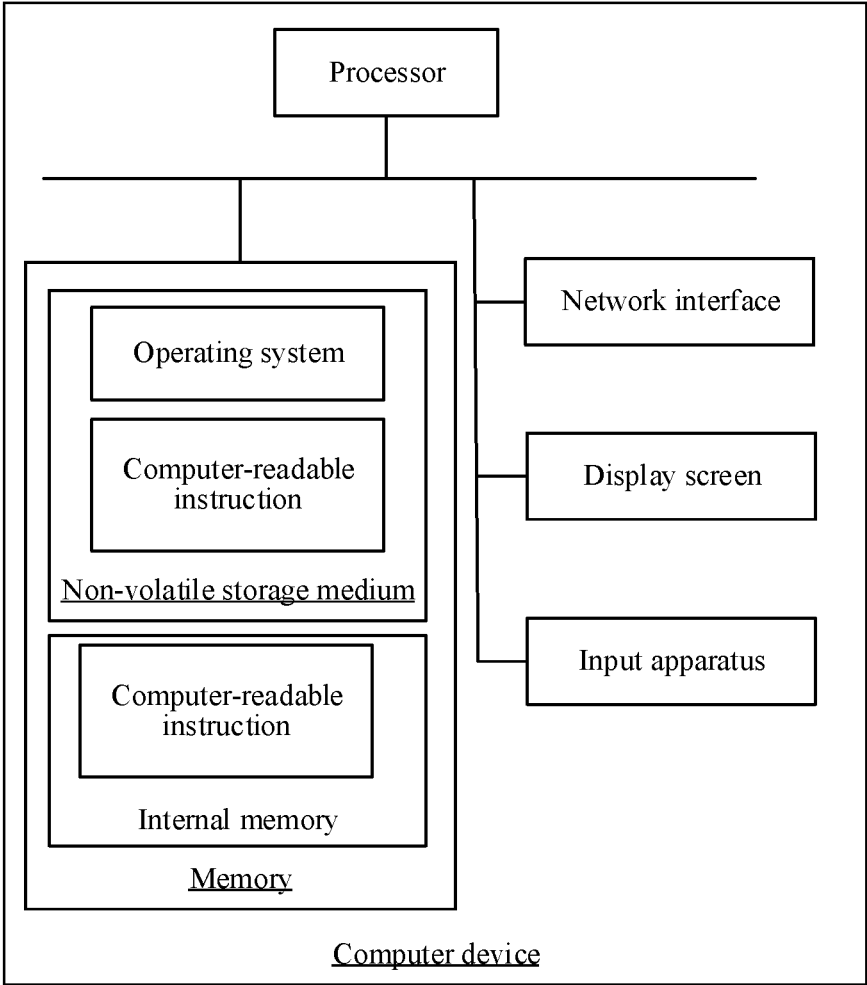 Processor
Operating system
Computer-readable
instruction
Non-volatile storage medium
Computer-readable
instruction
Internal memory
Memory
Network interface
Display screen
Input apparatus
Computer device